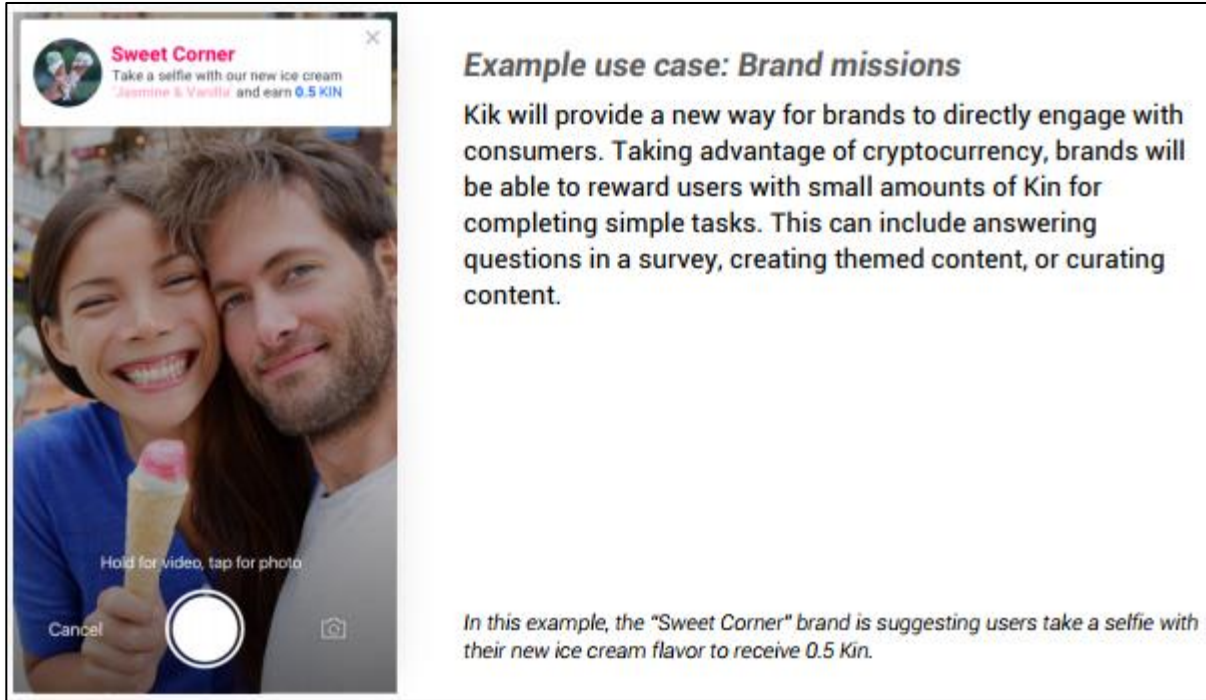 Sweet Corner
Take a selfie with our new ice cream
'Jasmine & Vanilla' and earn 0.5 KIN
Hold for video, tap for photo
Cancel
Example use case: Brand missions
Kik will provide a new way for brands to directly engage with
consumers. Taking advantage of cryptocurrency, brands will
be able to reward users with small amounts of Kin for
completing simple tasks. This can include answering
questions in a survey, creating themed content, or curating
content.
In this example, the “Sweet Corner” brand is suggesting users take a selfie with
their new ice cream flavor to receive 0.5 Kin.